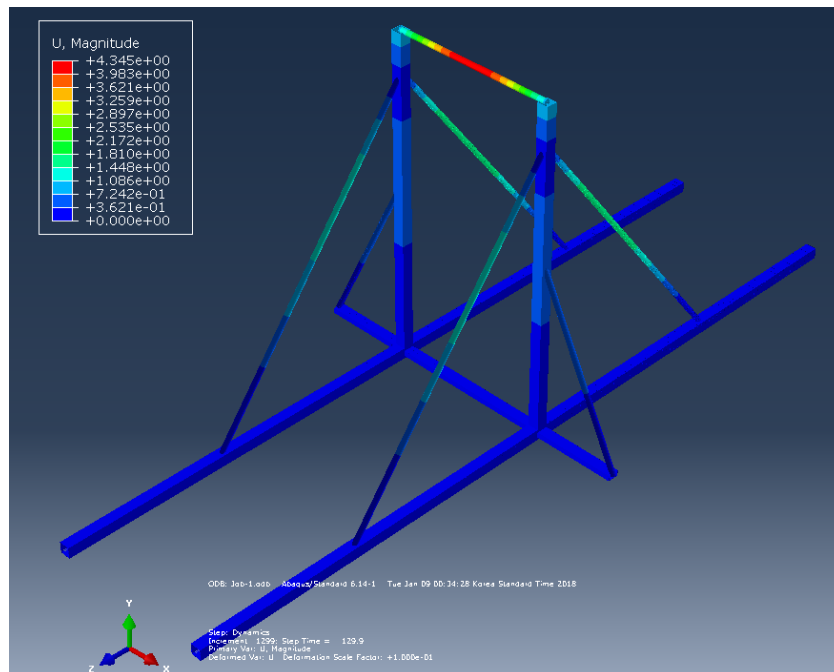 U, Magnitude
+4.345e+00
+3.983e+00
+3.621e+00
+3.259e+00
+2.897e+00
+2.535e+00
+2.172e+00
+1.810e+00
+1.448e+00
+1.086e+00
+7.242e-01
+3.621e-01
+0.000e+00
ODB: Job-1.odb Abaqus/Standard 6.14-1 Tue Jan 09 00:34:28 Korea Standard Time 2018
Y
Z X
Step: Dynamics
Increment 1299: Step Time = 129.9
Primary Var: U, Magnitude
Deformed Var: U Deformation Scale Factor: +1.000e-01